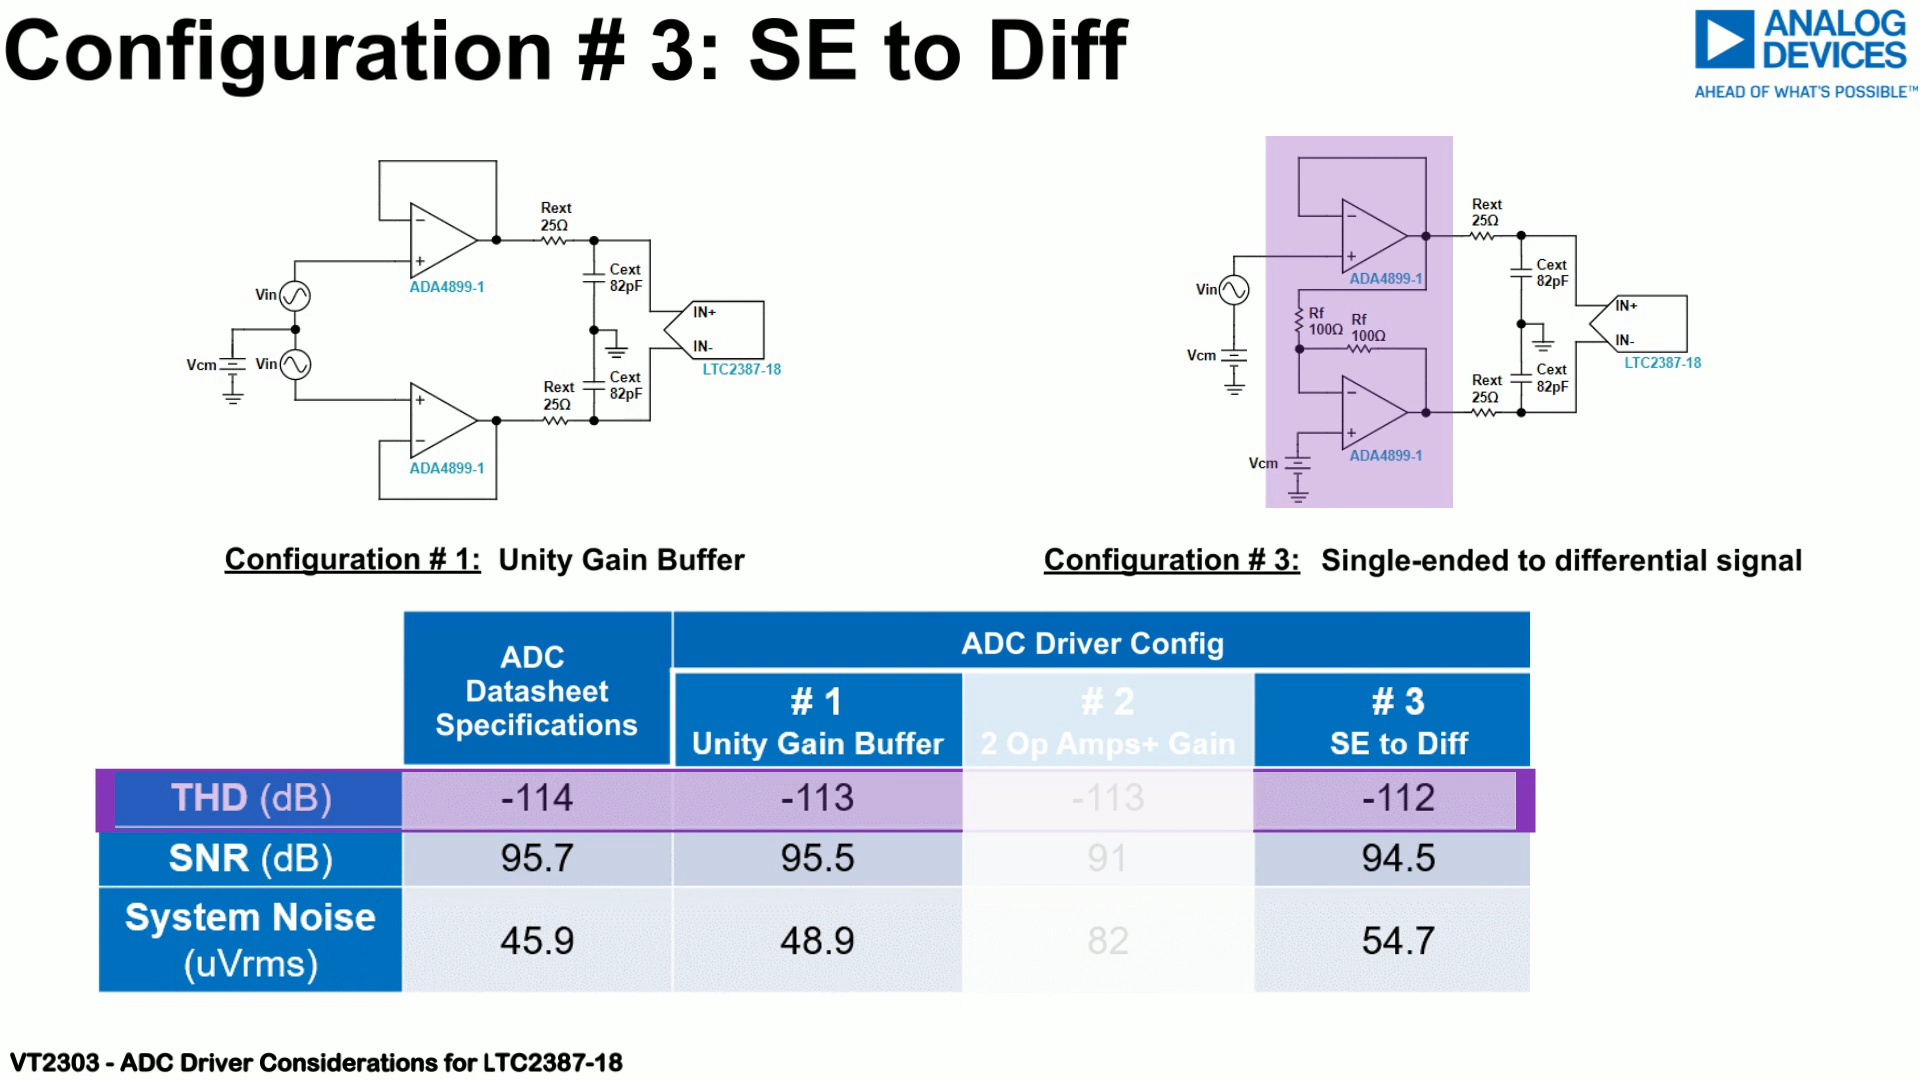 Configuration # 3: SE to Diff
ANALOG
DEVICES
AHEAD OF WHAT'S POSSIBLE™
Rext
25Ω
Cext
82pF
ADA4899-1
Vin
IN+
IN-
Vcm
Vin
LTC2387-18
Rext
25Ω
Cext
82pF
ADA4899-1
Rext
25Ω
Cext
82pF
ADA4899-1
Vin
Rf
100Ω
Rf
100Ω
IN+
IN-
Vcm
LTC2387-18
Rext
25Ω
Cext
82pF
ADA4899-1
Vcm
Configuration # 1: Unity Gain Buffer
Configuration # 3: Single-ended to differential signal
ADC
Datasheet
Specifications
ADC Driver Config
# 1
Unity Gain Buffer
# 2
2 Op Amps+ Gain
# 3
SE to Diff
THD (dB) -114 -113 -113 -112
SNR (dB) 95.7 95.5 91 94.5
System Noise
(uVrms)
45.9 48.9 82 54.7
VT2303 - ADC Driver Considerations for LTC2387-18